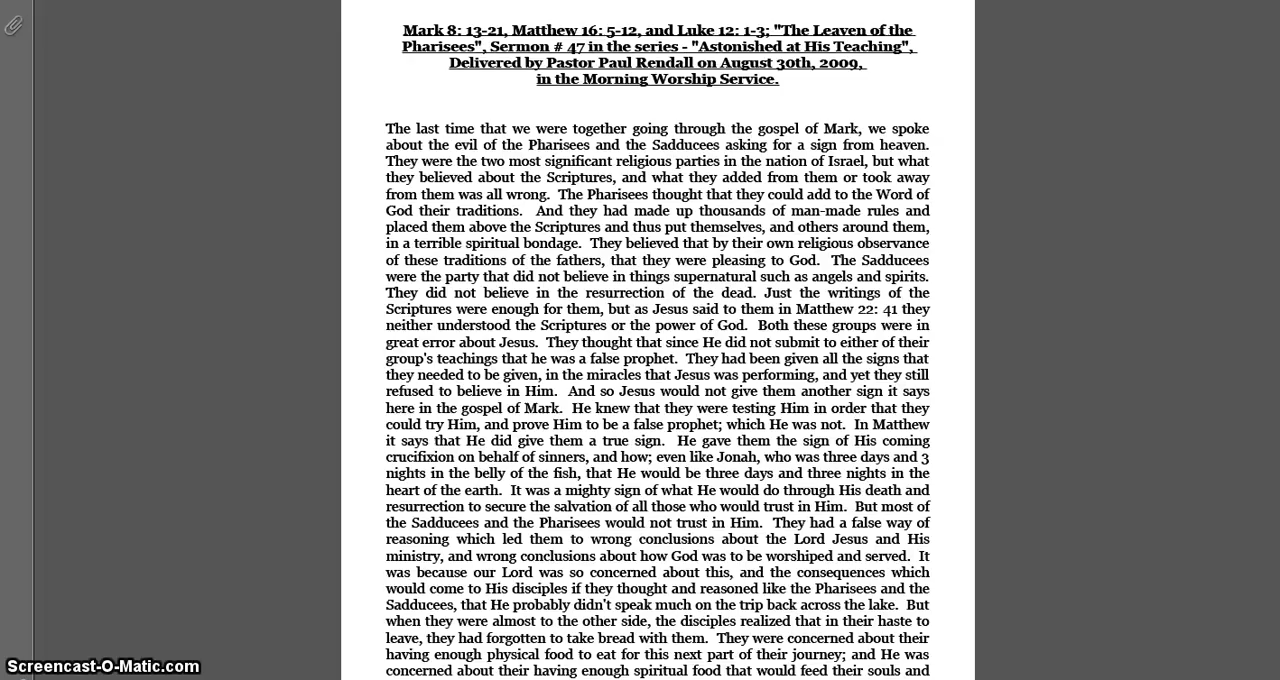 Mark 8: 13-21, Matthew 16: 5-12, and Luke 12: 1-3; "The Leaven of the
Pharisees", Sermon # 47 in the series - "Astonished at His Teaching",
Delivered by Pastor Paul Rendall on August 30th, 2009,
in the Morning Worship Service.
The last time that we were together going through the gospel of Mark, we spoke
about the evil of the Pharisees and the Sadducees asking for a sign from heaven.
They were the two most significant religious parties in the nation of Israel, but what
they believed about the Scriptures, and what they added from them or took away
from them was all wrong. The Pharisees thought that they could add to the Word of
God their traditions. And they had made up thousands of man-made rules and
placed them above the Scriptures and thus put themselves, and others around them,
in a terrible spiritual bondage. They believed that by their own religious observance
of these traditions of the fathers, that they were pleasing to God. The Sadducees
were the party that did not believe in things supernatural such as angels and spirits.
They did not believe in the resurrection of the dead. Just the writings of the
Scriptures were enough for them, but as Jesus said to them in Matthew 22: 41 they
neither understood the Scriptures or the power of God. Both these groups were in
great error about Jesus. They thought that since He did not submit to either of their
group's teachings that he was a false prophet. They had been given all the signs that
they needed to be given, in the miracles that Jesus was performing, and yet they still
refused to believe in Him. And so Jesus would not give them another sign it says
here in the gospel of Mark. He knew that they were testing Him in order that they
could try Him, and prove Him to be a false prophet; which He was not. In Matthew
it says that He did give them a true sign. He gave them the sign of His coming
crucifixion on behalf of sinners, and how; even like Jonah, who was three days and 3
nights in the belly of the fish, that He would be three days and three nights in the
heart of the earth. It was a mighty sign of what He would do through His death and
resurrection to secure the salvation of all those who would trust in Him. But most of
the Sadducees and the Pharisees would not trust in Him. They had a false way of
reasoning which led them to wrong conclusions about the Lord Jesus and His
ministry, and wrong conclusions about how God was to be worshiped and served. It
was because our Lord was so concerned about this, and the consequences which
would come to His disciples if they thought and reasoned like the Pharisees and the
Sadducees, that He probably didn't speak much on the trip back across the lake. But
when they were almost to the other side, the disciples realized that in their haste to
leave, they had forgotten to take bread with them. They were concerned about their
having enough physical food to eat for this next part of their journey; and He was
concerned about their having enough spiritual food that would feed their souls and
Screencast-O-Matic.com